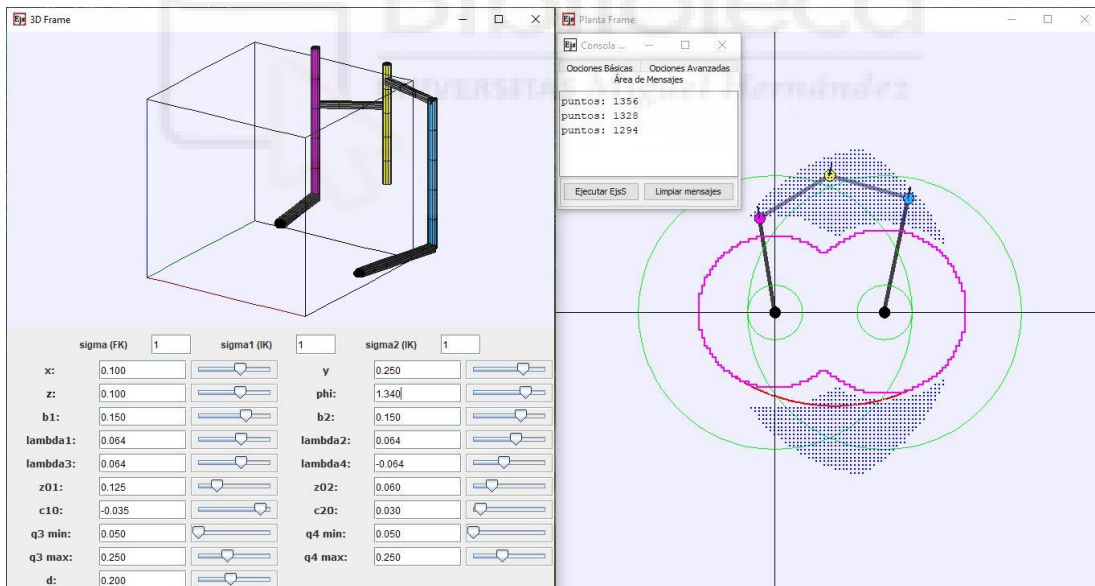 Biblioteca
UNIVERSITAS Miguel Hernández
3D Frame
Planta Frame
Consola ...
Opciones Básicas Opciones Avanzadas
Área de Mensajes
puntos: 1356
puntos: 1328
puntos: 1294
Ejecutar EjsS Limpiar mensajes
sigma (FK) 1 sigma1 (IK) 1 sigma2 (IK) 1
x: 0.100 y 0.250
z: 0.100 phi: 1.340
b1: 0.150 b2: 0.150
lambda1: 0.064 lambda2: 0.064
lambda3: 0.064 lambda4: -0.064
z01: 0.125 z02: 0.060
c10: -0.035 c20: 0.030
q3 min: 0.050 q4 min: 0.050
q3 max: 0.250 q4 max: 0.250
d: 0.200